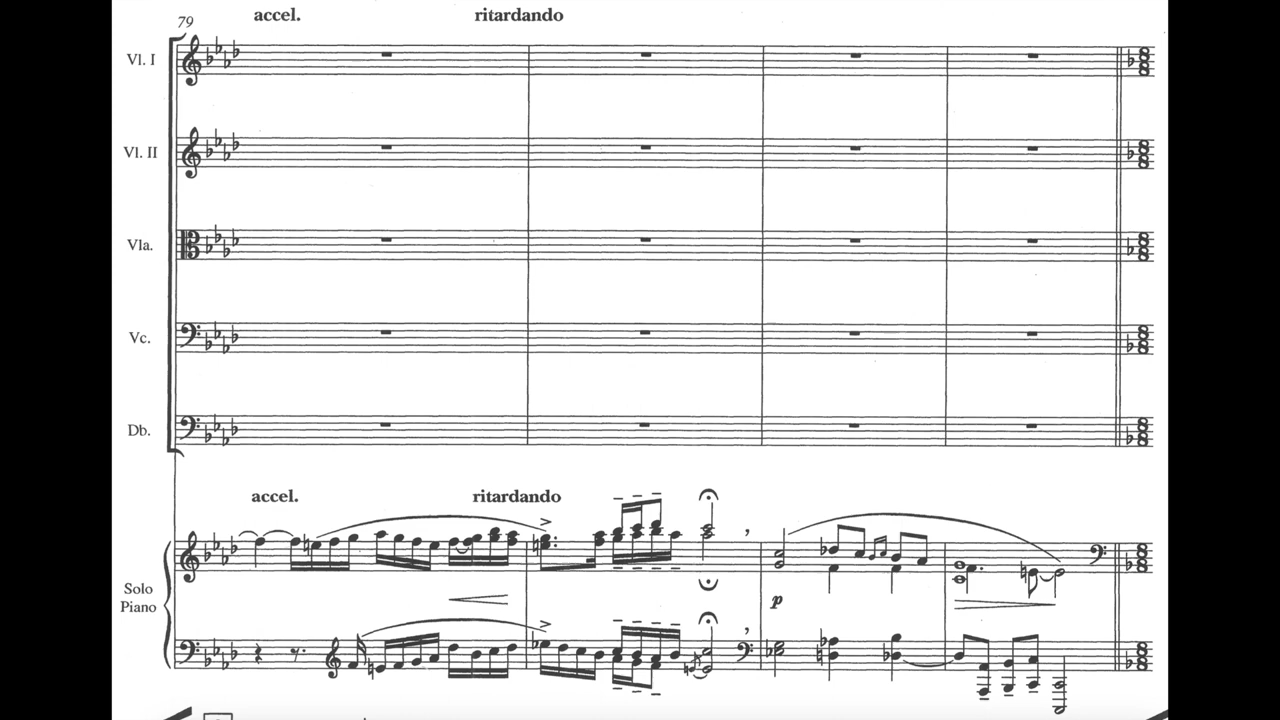 79
accel. ritardando
Vl. I
Vl. II
Vla.
Vc.
Db.
accel. ritardando
Solo
Piano
p